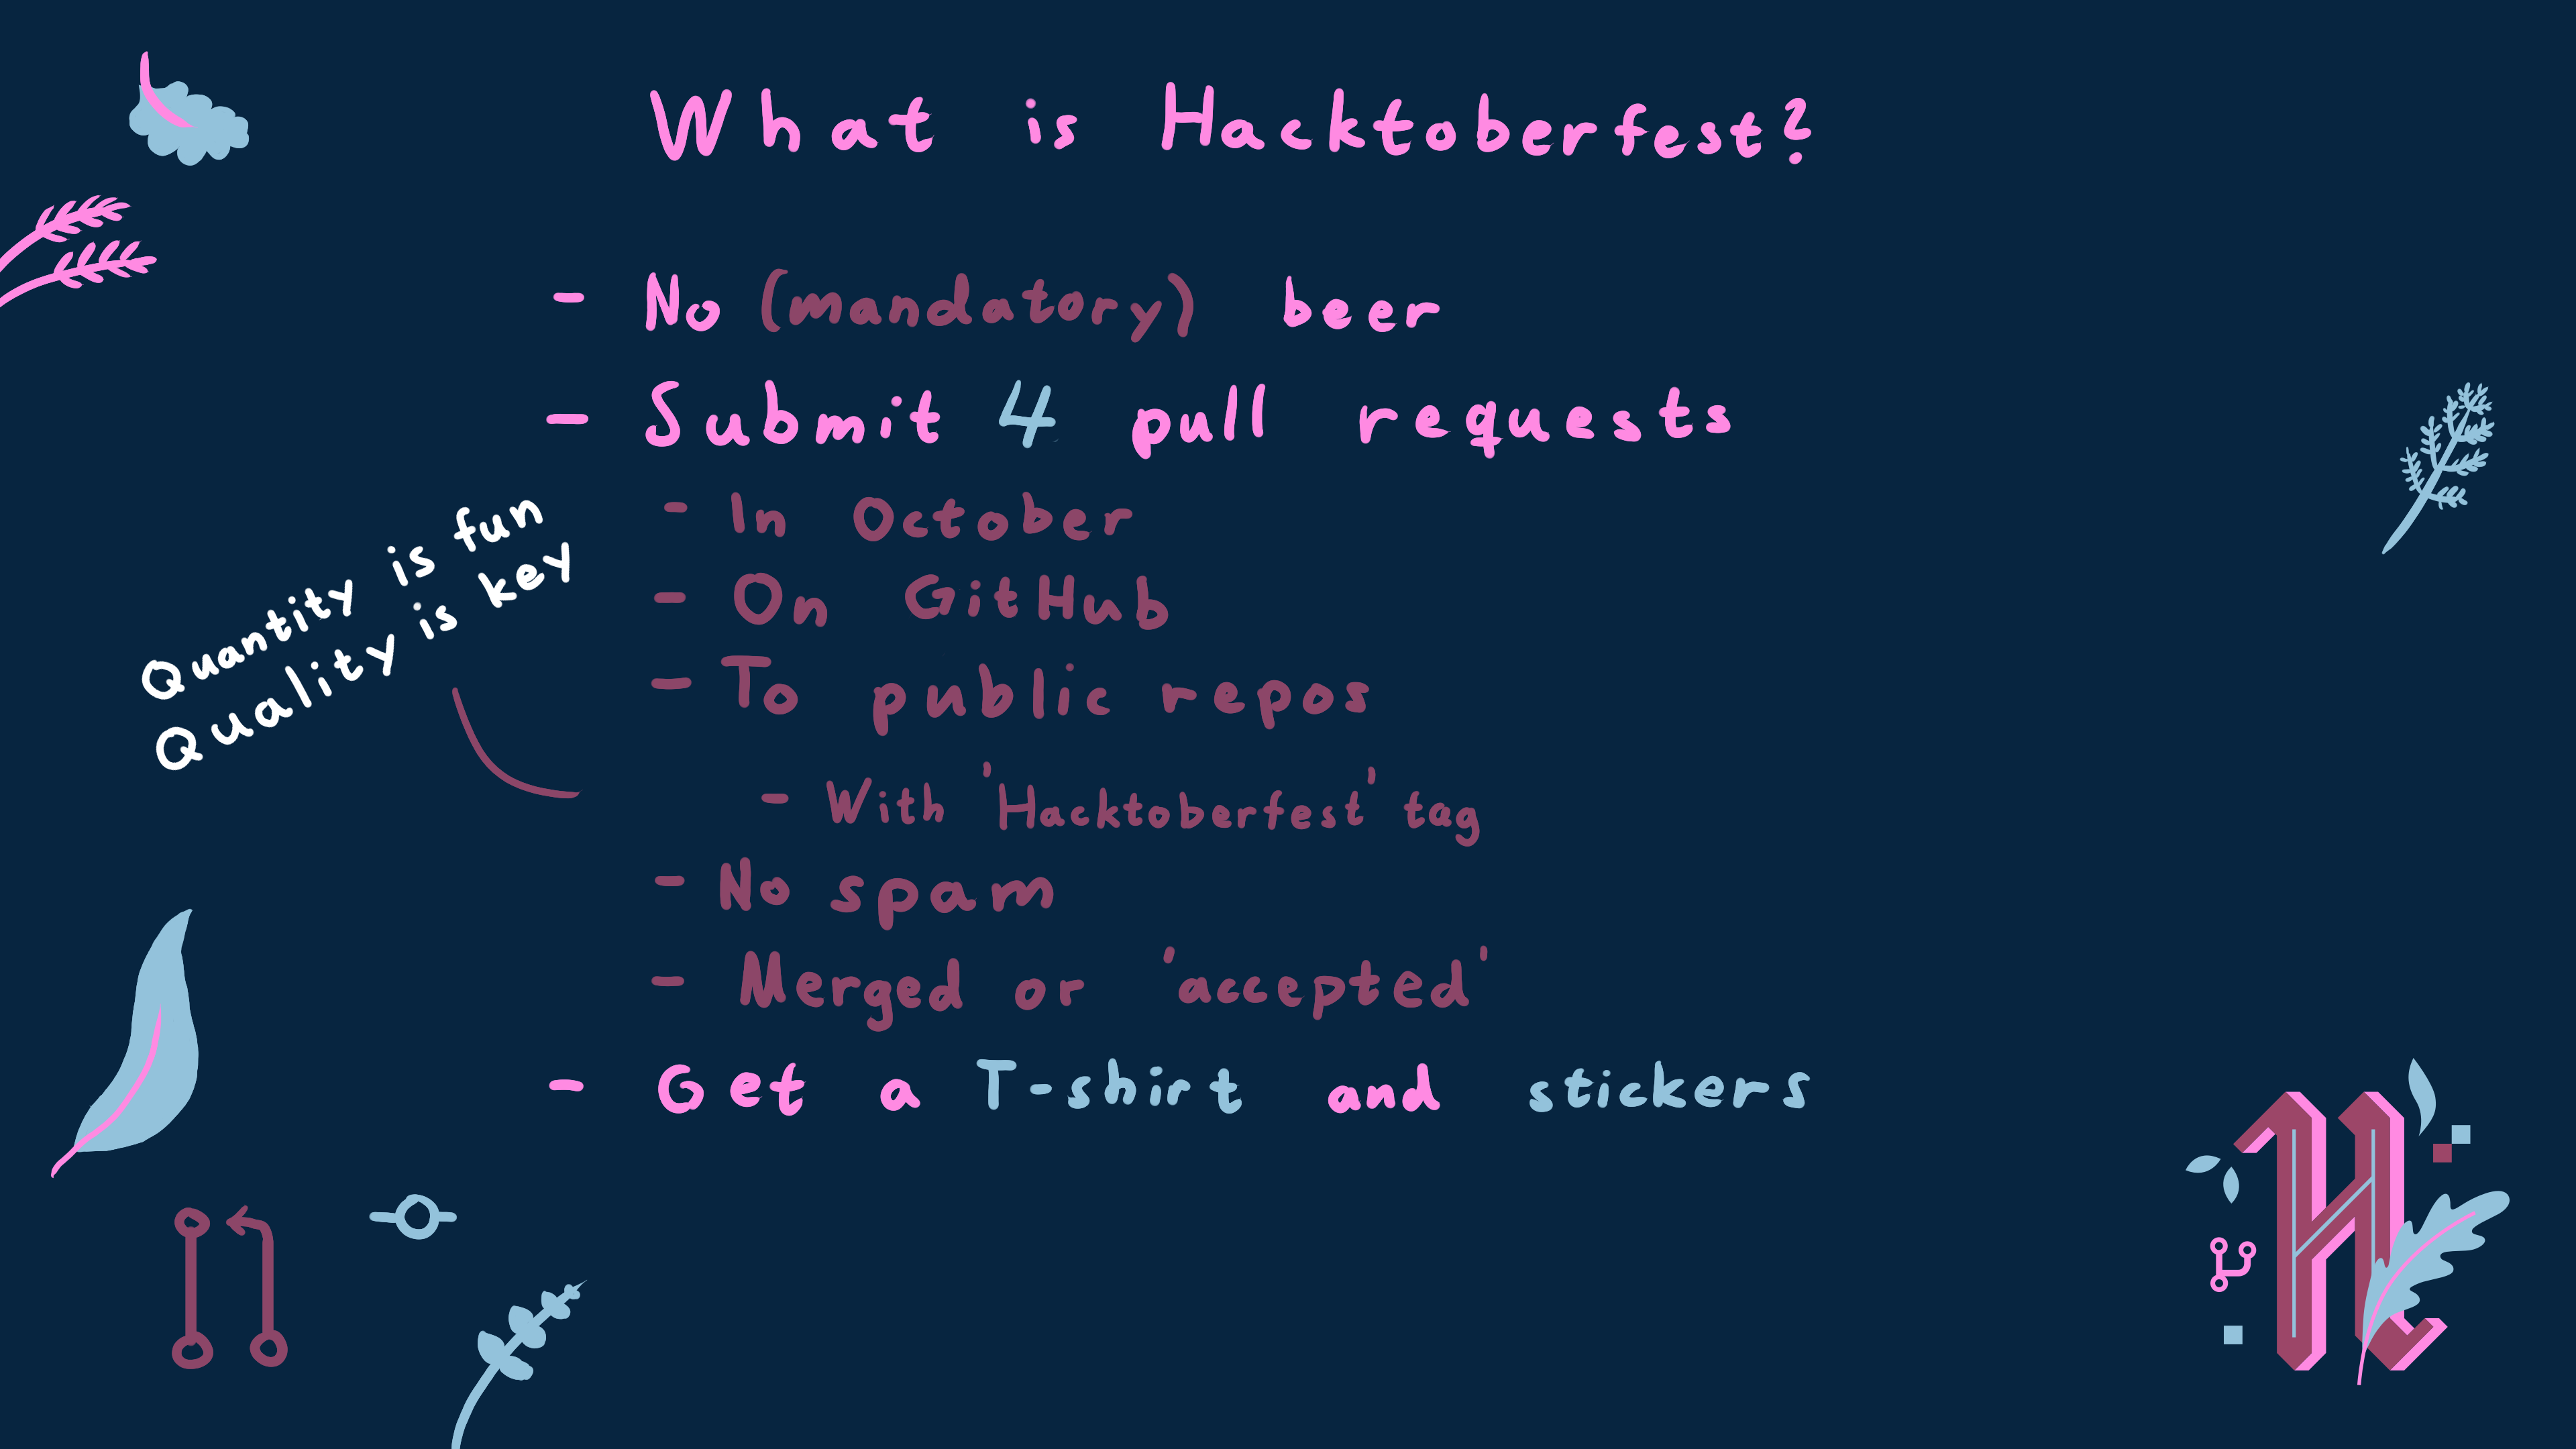 What is Hacktoberfest?
- No (mandatory) beer
- Submit 4 pull requests
- In October
- On GitHub
- To public repos
- With 'Hacktoberfest' tag
- No spam
- Merged or 'accepted'
- Get a T-shirt and stickers
Quantity is fun
Quality is key
H